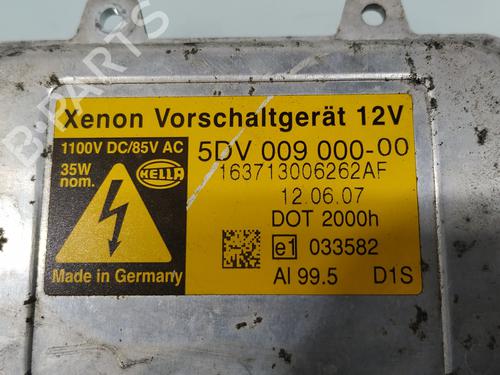 B-PARTS
Xenon Vorschaltgerät 12V
1100V DC/85V AC
5DV 009 000-00
35W
nom.
HELLA
163713006262AF
12.06.07
DOT 2000h
e1 033582
Made in Germany
Al 99.5 D1S